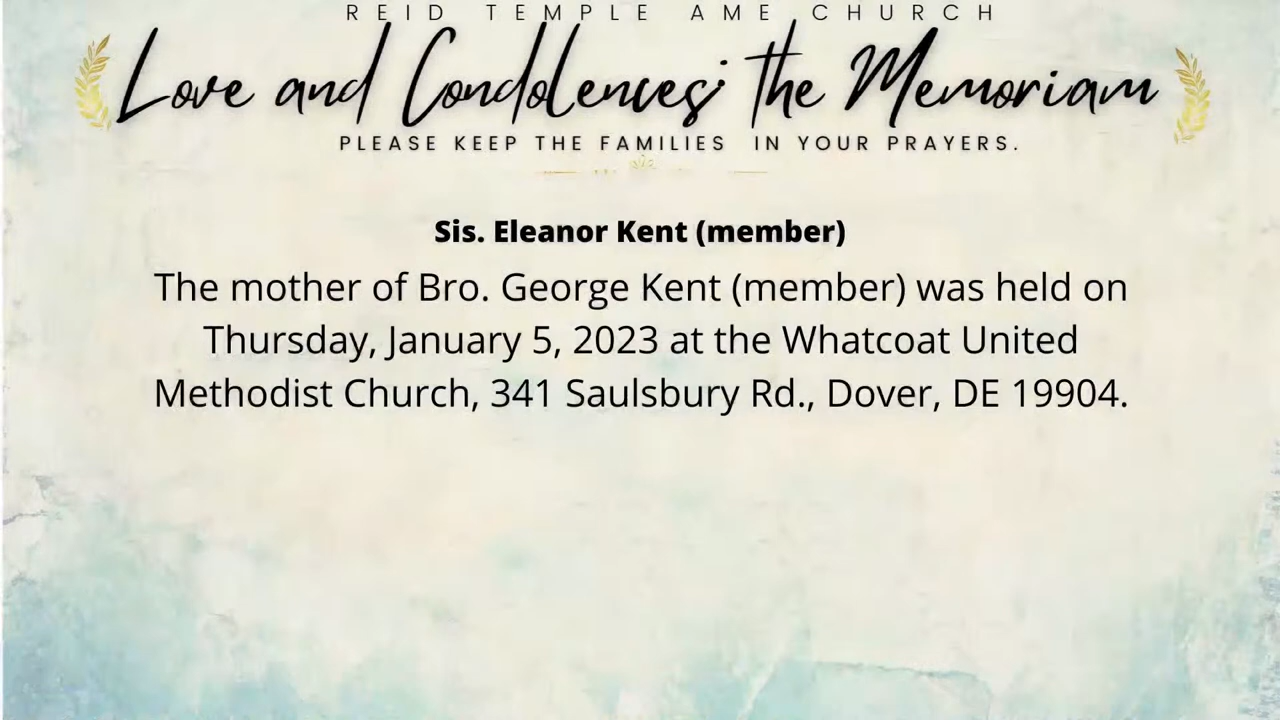 REID TEMPLE AME CHURCH
Love and Condolences; the Memoriam
PLEASE KEEP THE FAMILIES IN YOUR PRAYERS.
Sis. Eleanor Kent (member)
The mother of Bro. George Kent (member) was held on
Thursday, January 5, 2023 at the Whatcoat United
Methodist Church, 341 Saulsbury Rd., Dover, DE 19904.